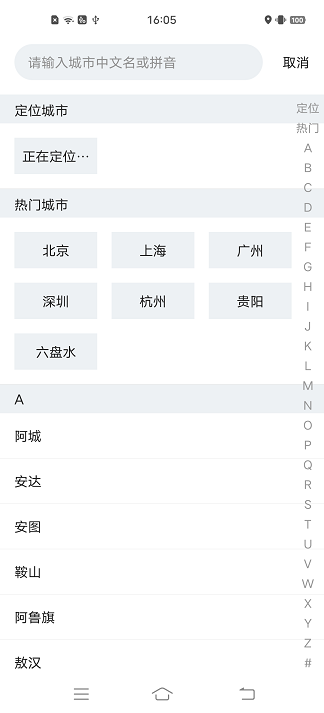 16:05
100
请输入城市中文名或拼音
取消
定位城市
正在定位…
热门城市
北京 上海 广州
深圳 杭州 贵阳
六盘水
A
阿城
安达
安图
鞍山
阿鲁旗
敖汉
定位
热门
A
B
C
D
E
F
G
H
I
J
K
L
M
N
O
P
Q
R
S
T
U
V
W
X
Y
Z
#